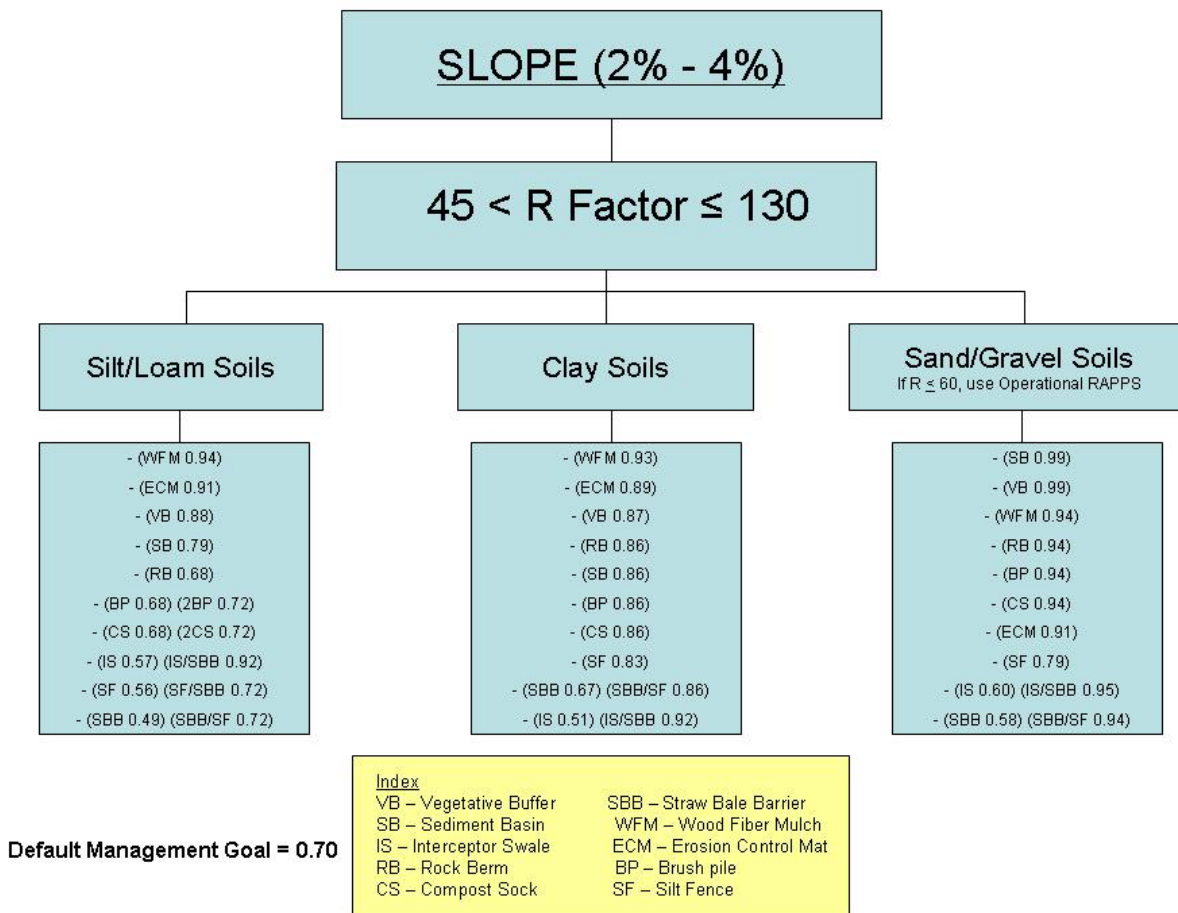 SLOPE (2% - 4%)
45 < R Factor ≤ 130
Silt/Loam Soils
- (WFM 0.94)
- (ECM 0.91)
- (VB 0.88)
- (SB 0.79)
- (RB 0.68)
- (BP 0.68) (2BP 0.72)
- (CS 0.68) (2CS 0.72)
- (IS 0.57) (IS/SBB 0.92)
- (SF 0.56) (SF/SBB 0.72)
- (SBB 0.49) (SBB/SF 0.72)
Clay Soils
- (WFM 0.93)
- (ECM 0.89)
- (VB 0.87)
- (RB 0.86)
- (SB 0.86)
- (BP 0.86)
- (CS 0.86)
- (SF 0.83)
- (SBB 0.67) (SBB/SF 0.86)
- (IS 0.51) (IS/SBB 0.92)
Sand/Gravel Soils
If R ≤ 60, use Operational RAPPS
- (SB 0.99)
- (VB 0.99)
- (WFM 0.94)
- (RB 0.94)
- (BP 0.94)
- (CS 0.94)
- (ECM 0.91)
- (SF 0.79)
- (IS 0.60) (IS/SBB 0.95)
- (SBB 0.58) (SBB/SF 0.94)
Default Management Goal = 0.70
Index
VB – Vegetative Buffer SBB – Straw Bale Barrier
SB – Sediment Basin WFM – Wood Fiber Mulch
IS – Interceptor Swale ECM – Erosion Control Mat
RB – Rock Berm BP – Brush pile
CS – Compost Sock SF – Silt Fence